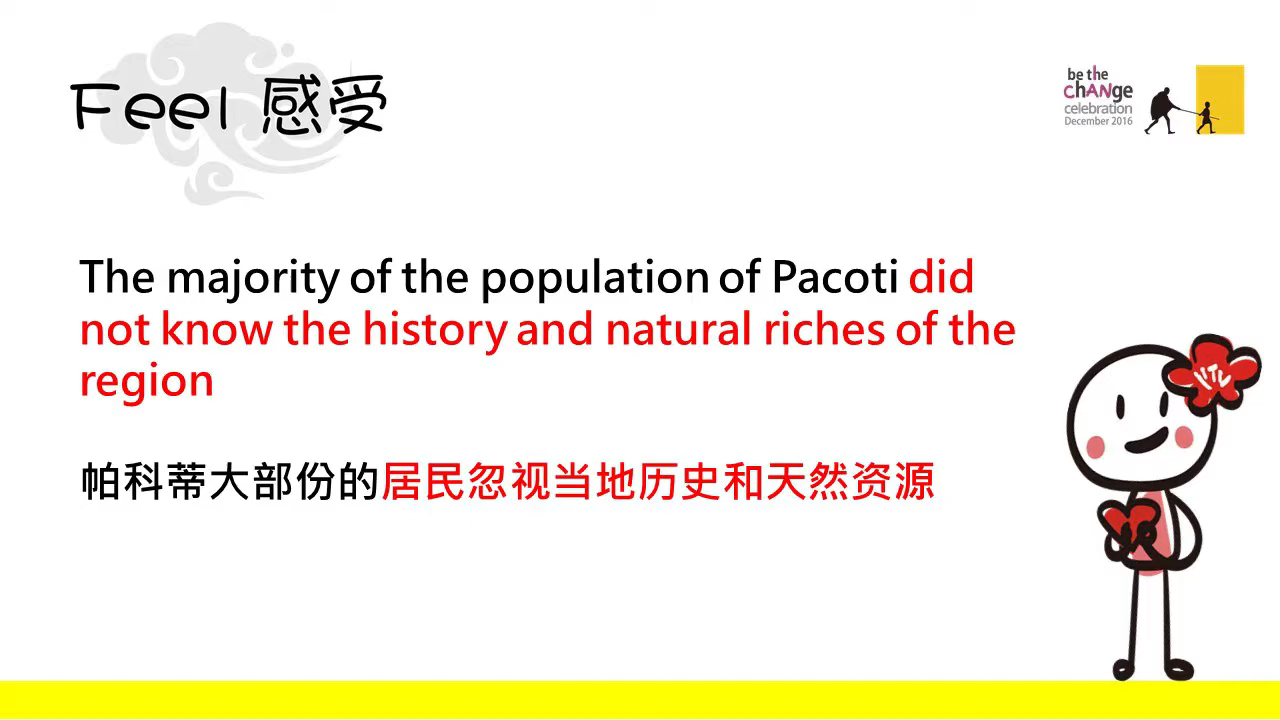 Feel 感受
be the
chANge
celebration
December 2016
The majority of the population of Pacoti did
not know the history and natural riches of the
region
帕科蒂大部份的居民忽视当地历史和天然资源